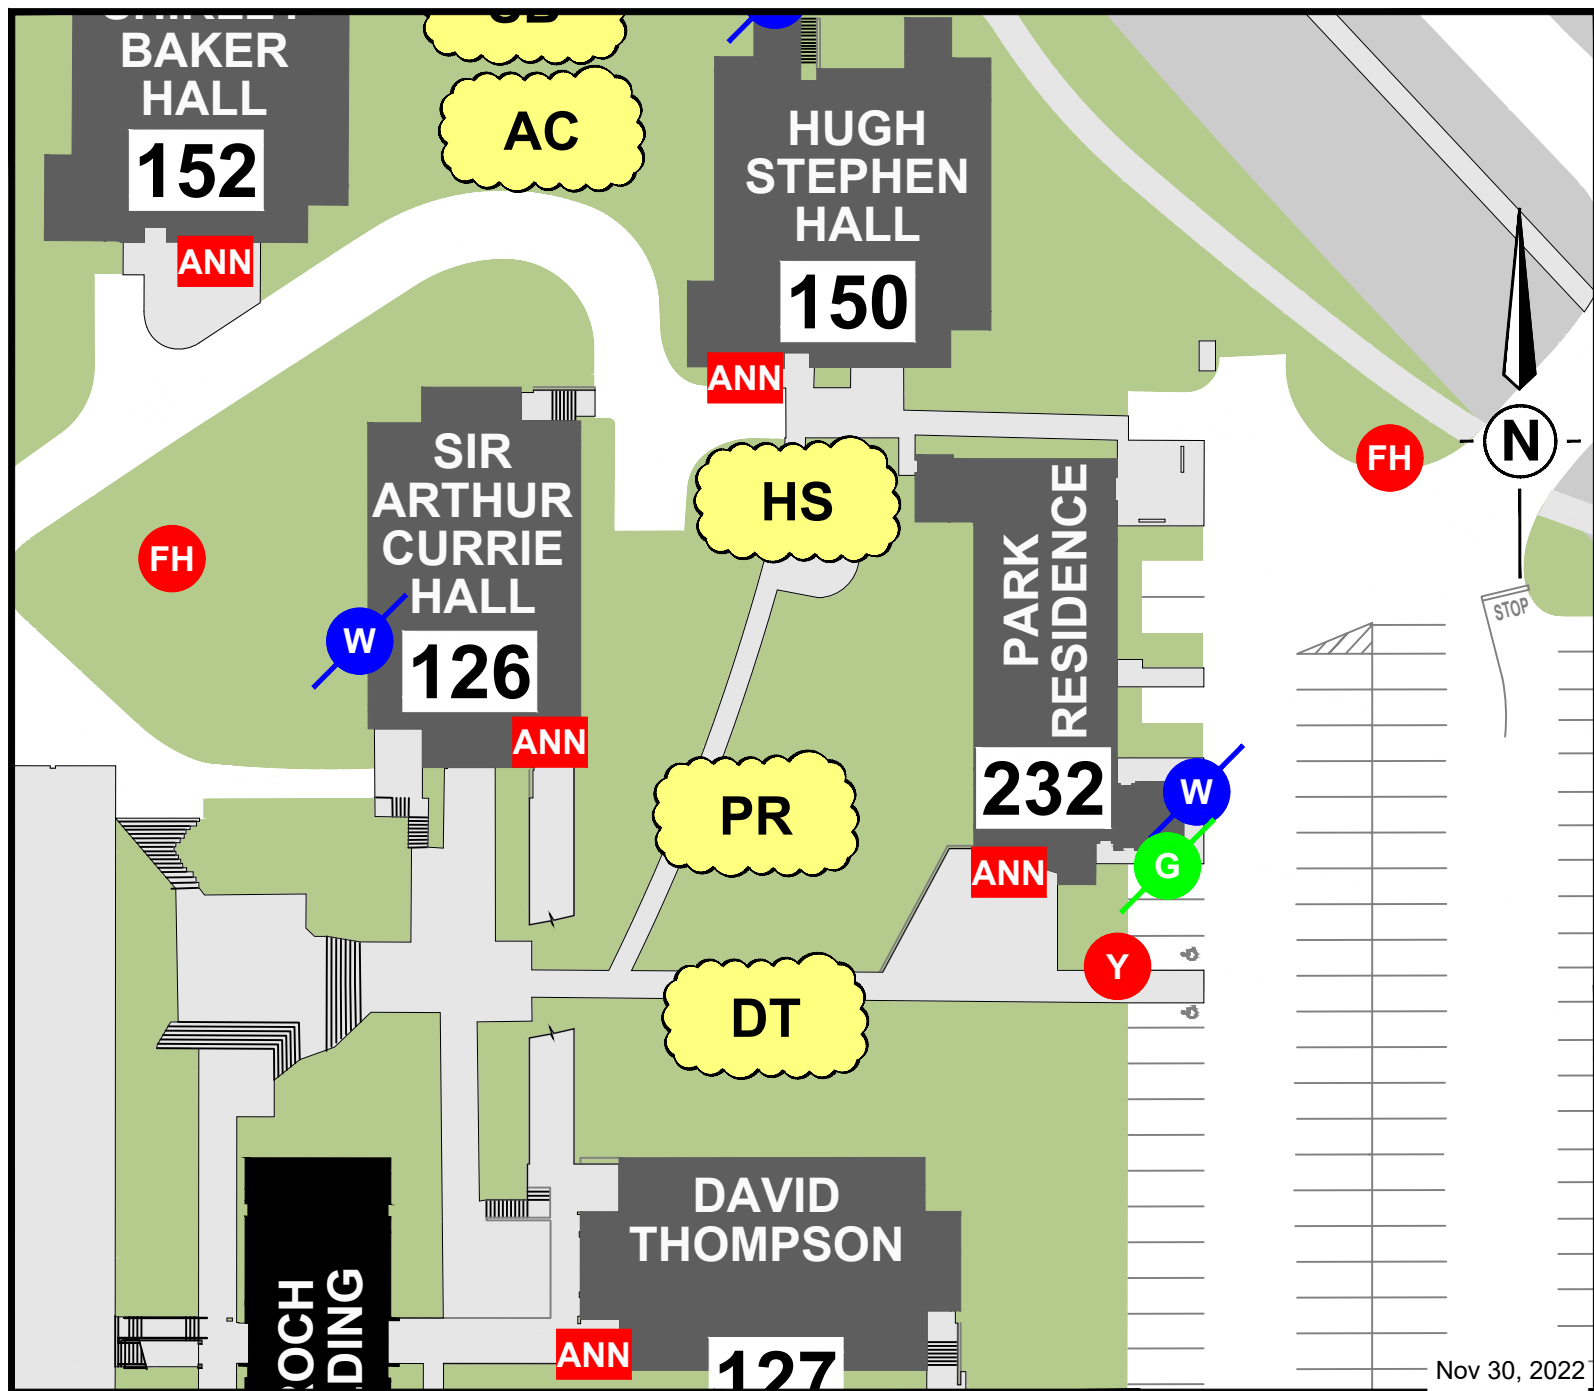 BAKER
HALL
152
ANN
AC
HUGH
STEPHEN
HALL
150
ANN
N
FH
STOP
SIR
ARTHUR
CURRIE
HALL
126
W
FH
ANN
HS
PARK
RESIDENCE
232
W
G
ANN
Y
PR
DT
DAVID
THOMPSON
127
ANN
Nov 30, 2022